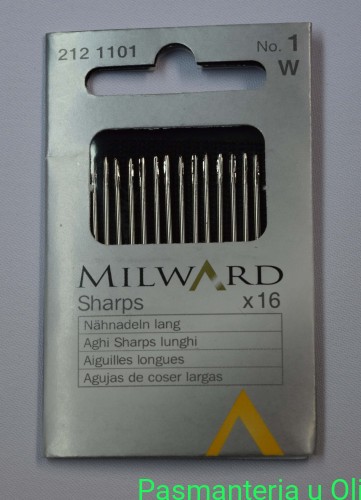 212 1101
No. 1
W
MILWARD
Sharps x16
Nähnadeln lang
Aghi Sharps lunghi
Aiguilles longues
Agujas de coser largas
Pasmanteria u Oli